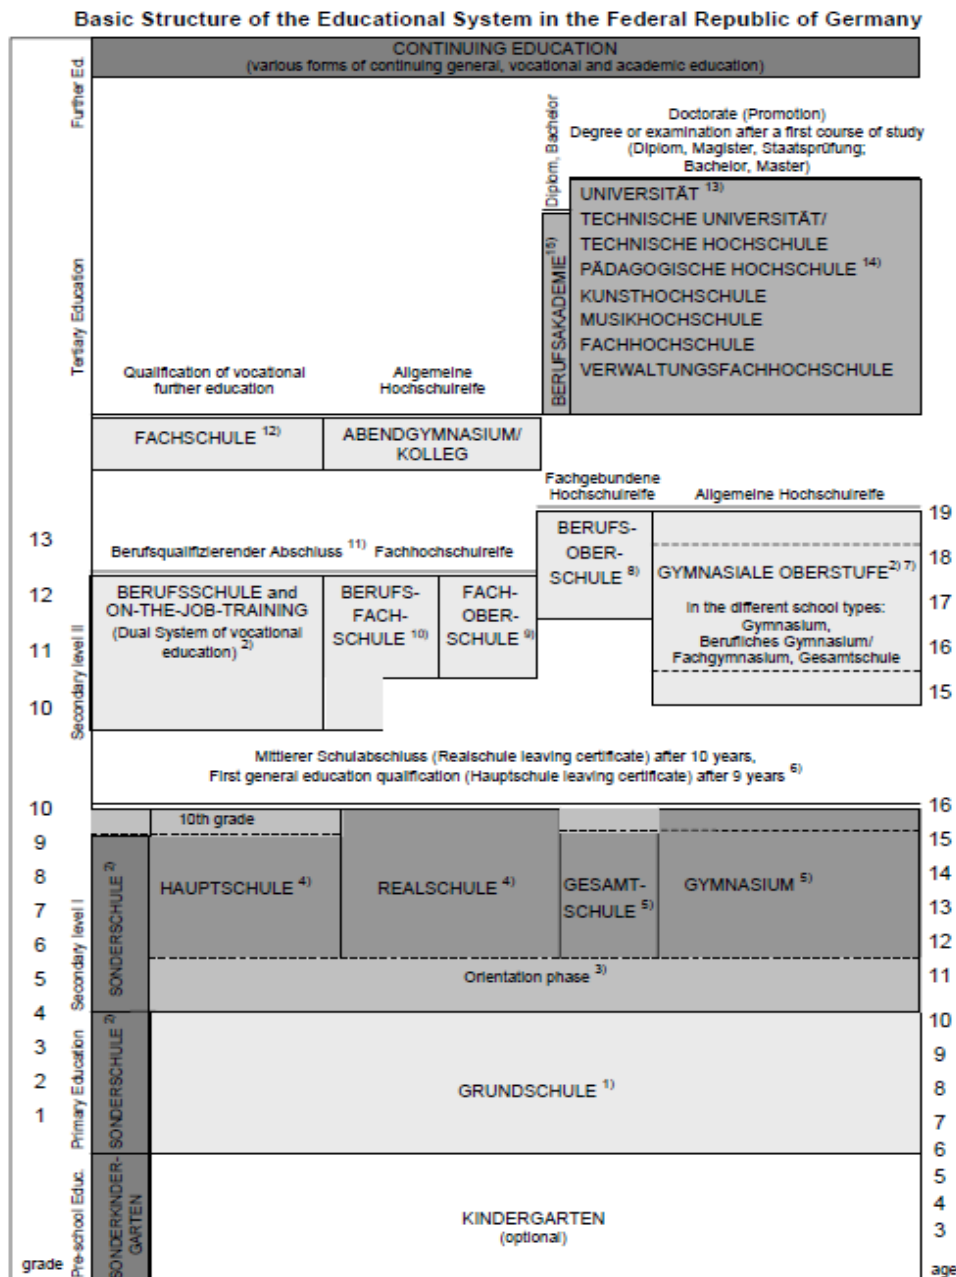 Basic Structure of the Educational System in the Federal Republic of Germany
CONTINUING EDUCATION
(various forms of continuing general, vocational and academic education)
Further Ed.
Diplom, Bachelor
Doctorate (Promotion)
Degree or examination after a first course of study
(Diplom, Magister, Staatsprüfung;
Bachelor, Master)
Tertiary Education
BERUFSAKADEMIE 15)
UNIVERSITÄT 13)
TECHNISCHE UNIVERSITÄT/
TECHNISCHE HOCHSCHULE
PÄDAGOGISCHE HOCHSCHULE 14)
KUNSTHOCHSCHULE
MUSIKHOCHSCHULE
FACHHOCHSCHULE
VERWALTUNGSFACHHOCHSCHULE
Qualification of vocational
further education
Allgemeine
Hochschulreife
FACHSCHULE 12)
ABENDGYMNASIUM/
KOLLEG
Fachgebundene
Hochschulreife
Allgemeine Hochschulreife
19
13
Berufsqualifizierender Abschluss 11)
Fachhochschulreife
BERUFS-
OBER-
SCHULE 8)
GYMNASIALE OBERSTUFE 2) 7)
In the different school types:
Gymnasium,
Berufliches Gymnasium/
Fachgymnasium, Gesamtschule
18
17
16
15
12
11
10
Secondary level II
BERUFSSCHULE and
ON-THE-JOB-TRAINING
(Dual System of vocational
education) 2)
BERUFS-
FACH-
SCHULE 10)
FACH-
OBER-
SCHULE 9)
Mittlerer Schulabschluss (Realschule leaving certificate) after 10 years,
First general education qualification (Hauptschule leaving certificate) after 9 years 6)
10
9
8
7
6
5
4
Secondary level I
SONDERSCHULE 2)
10th grade
HAUPTSCHULE 4)
REALSCHULE 4)
GESAMT-
SCHULE 5)
GYMNASIUM 5)
Orientation phase 3)
16
15
14
13
12
11
10
3
2
1
Primary Education
SONDERSCHULE 2)
GRUNDSCHULE 1)
9
8
7
6
Pre-school Educ.
SONDERKINDER-
GARTEN
KINDERGARTEN
(optional)
5
4
3
grade
age